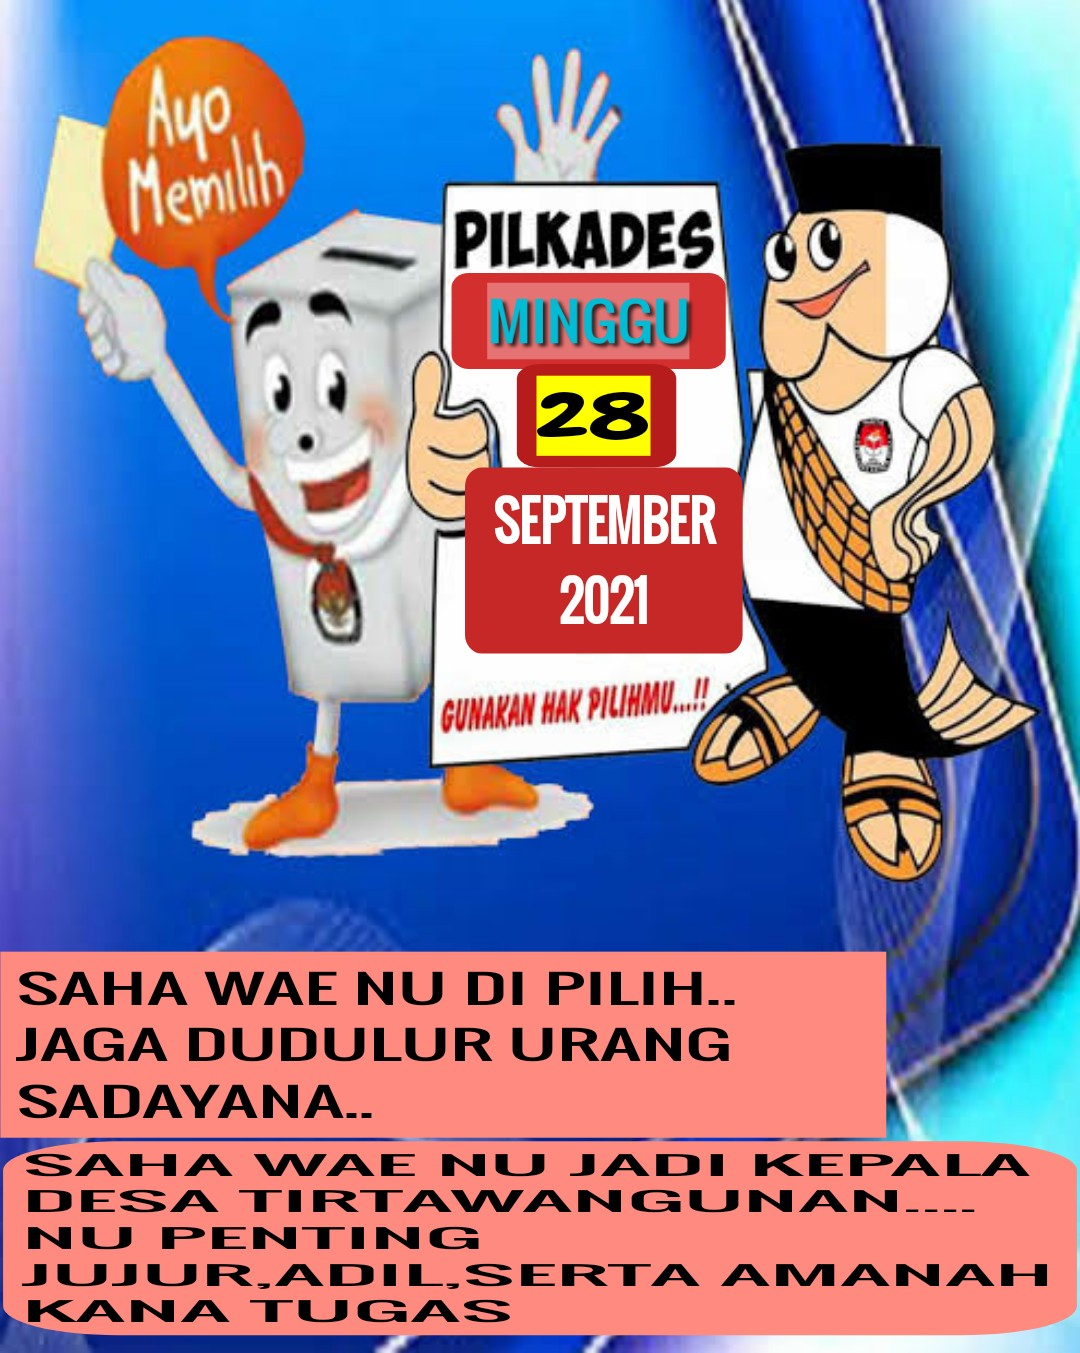 Ayo
Memilih
PILKADES
MINGGU
28
SEPTEMBER
2021
GUNAKAN HAK PILIHMU...!!
SAHA WAE NU DI PILIH..
JAGA DUDULUR URANG
SADAYANA..
SAHA WAE NU JADI KEPALA
DESA TIRTAWANGUNAN....
NU PENTING
JUJUR,ADIL,SERTA AMANAH
KANA TUGAS